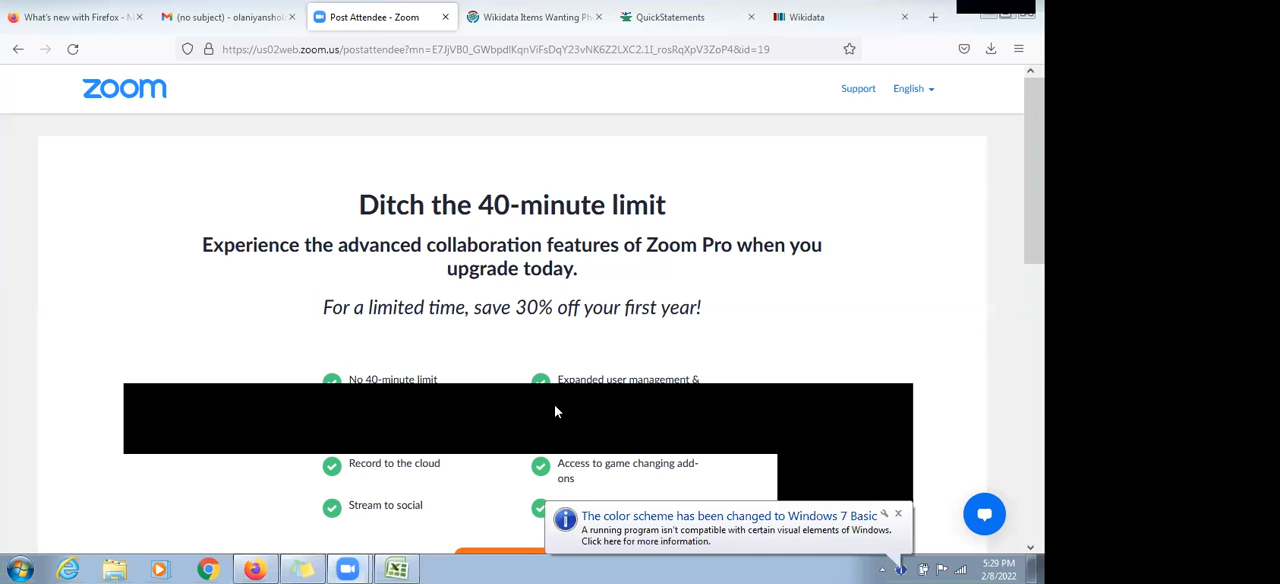 What's new with Firefox - M
(no subject) - olaniyanshol
Post Attendee - Zoom
Wikidata Items Wanting Ph
QuickStatements
Wikidata
https://us02web.zoom.us/postattendee?mn=E7JjVB0_GWbpdlKqnViFsDqY23vNK6Z2LXC2.1I_rosRqXpV3ZoP4&id=19
zoom
Support
English
Ditch the 40-minute limit
Experience the advanced collaboration features of Zoom Pro when you
upgrade today.
For a limited time, save 30% off your first year!
No 40-minute limit
Expanded user management &
Record to the cloud
Access to game changing add-
ons
Stream to social
The color scheme has been changed to Windows 7 Basic
A running program isn't compatible with certain visual elements of Windows.
Click here for more information.
5:29 PM
2/8/2022